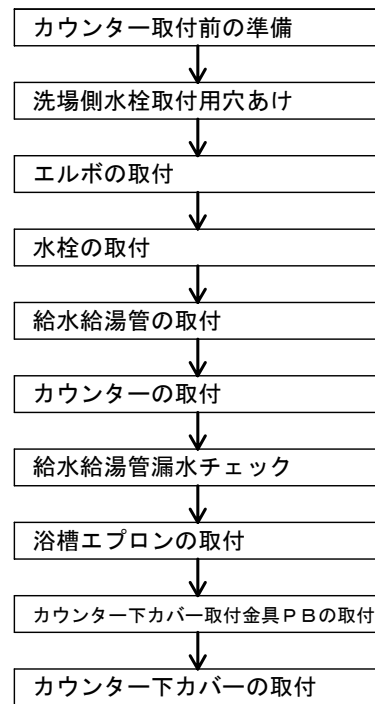 カウンター取付前の準備
洗場側水栓取付用穴あけ
エルボの取付
水栓の取付
給水給湯管の取付
カウンターの取付
給水給湯管漏水チェック
浴槽エプロンの取付
カウンター下カバー取付金具ＰＢの取付
カウンター下カバーの取付